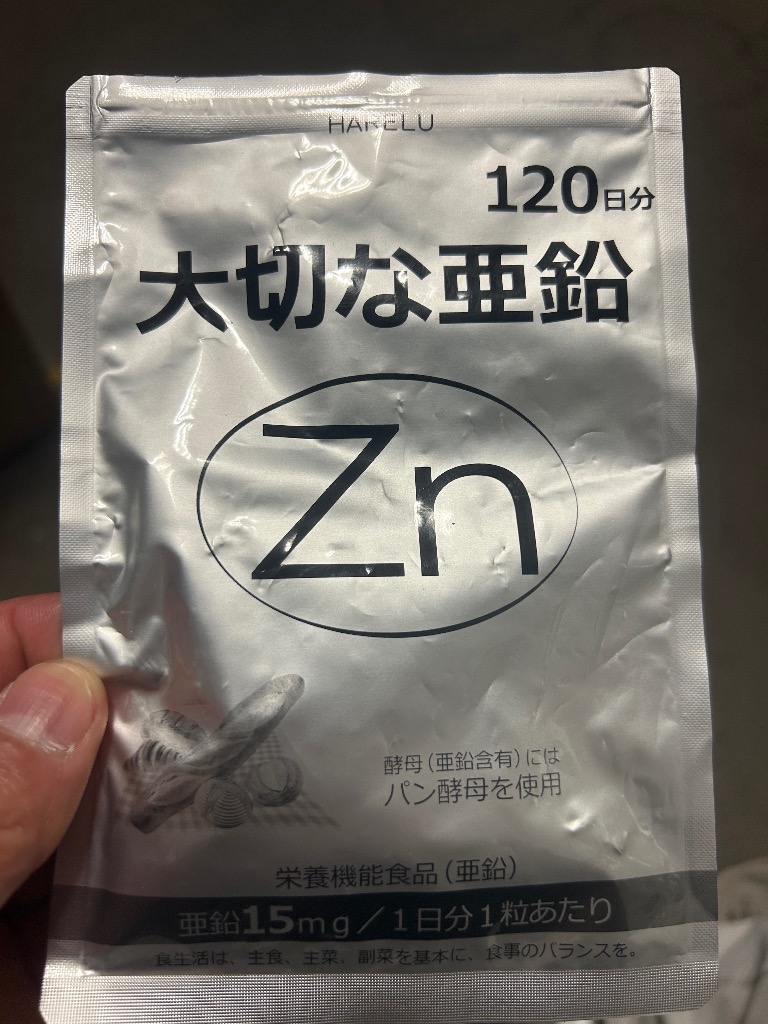 HARELU
120日分
大切な亜鉛
Zn
酵母(亜鉛含有)には
パン酵母を使用
栄養機能食品(亜鉛)
亜鉛15mg/1日分1粒あたり
食生活は、主食、主菜、副菜を基本に、食事のバランスを。